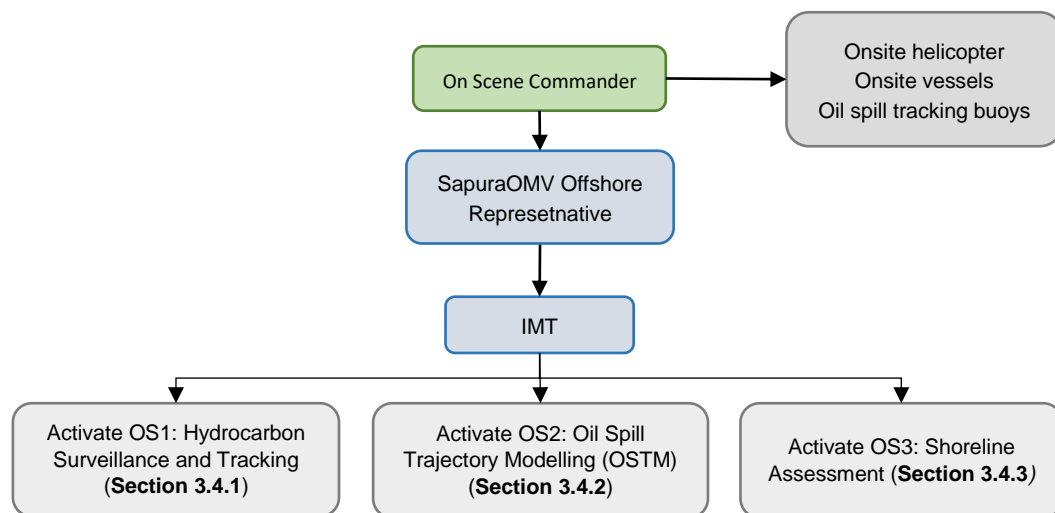 On Scene Commander
Onsite helicopter
Onsite vessels
Oil spill tracking buoys
SapuraOMV Offshore
Represetnative
IMT
Activate OS1: Hydrocarbon
Surveillance and Tracking
(Section 3.4.1)
Activate OS2: Oil Spill
Trajectory Modelling (OSTM)
(Section 3.4.2)
Activate OS3: Shoreline
Assessment (Section 3.4.3)